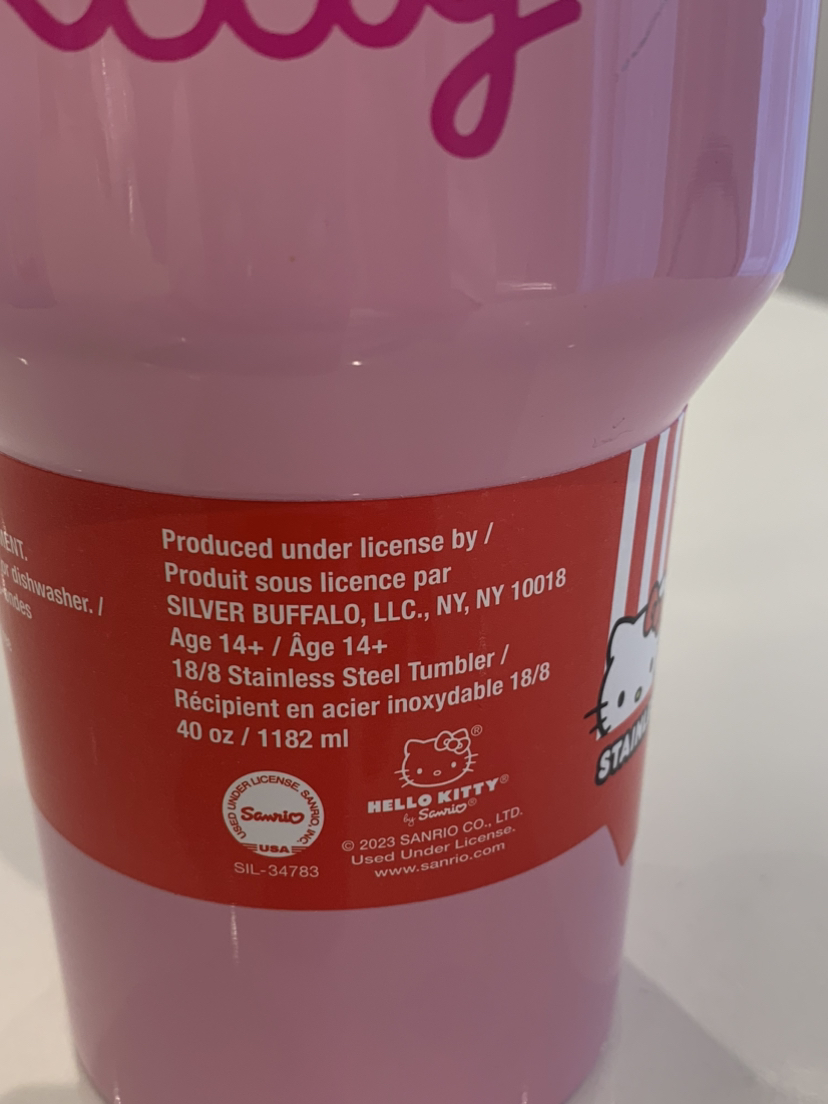 Kitty
MENT.
dishwasher. /
Produced under license by /
Produit sous licence par
SILVER BUFFALO, LLC., NY, NY 10018
Age 14+ / Âge 14+
18/8 Stainless Steel Tumbler /
Récipient en acier inoxydable 18/8
40 oz / 1182 ml
USED UNDER LICENSE. SANRIO, INC.
Sanrio
USA
SIL-34783
®
HELLO KITTY®
by Sanrio®
© 2023 SANRIO CO., LTD.
Used Under License.
www.sanrio.com
STAINL